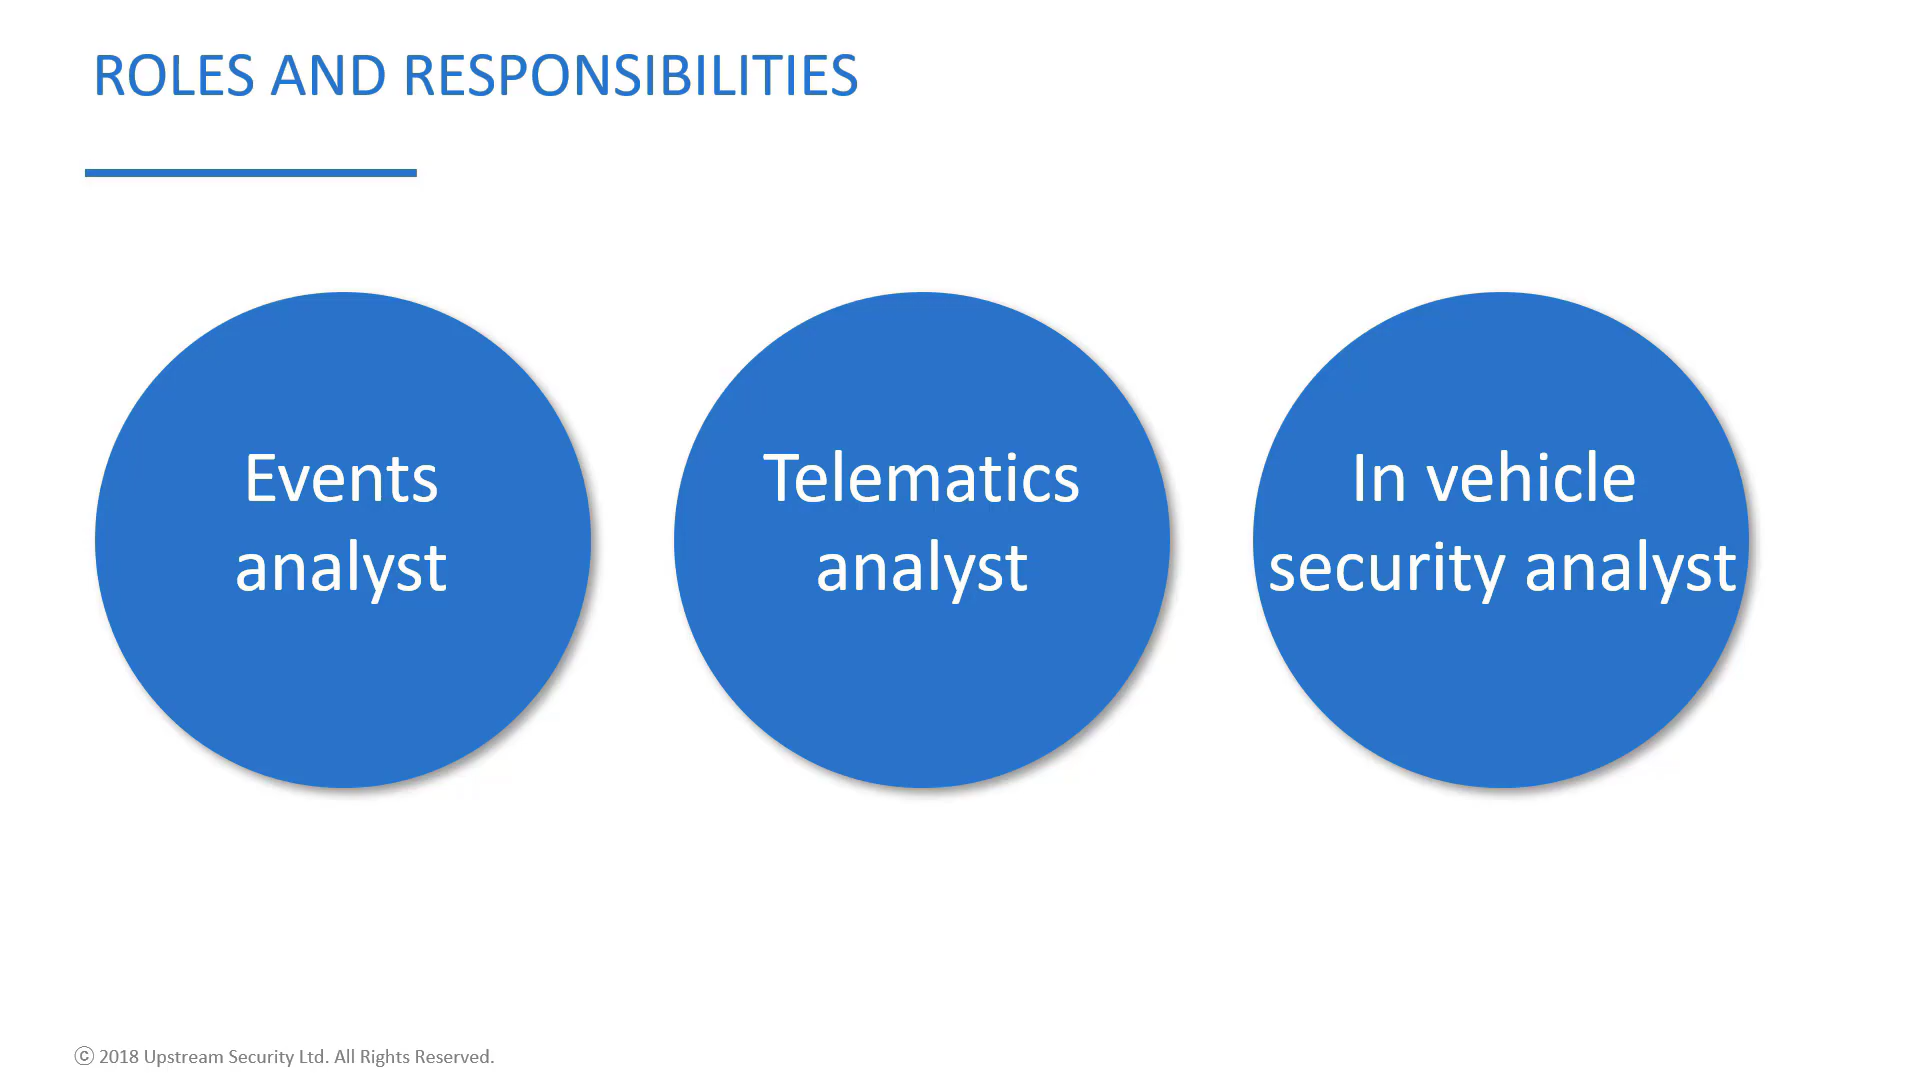 ROLES AND RESPONSIBILITIES
Events
analyst
Telematics
analyst
In vehicle
security analyst
ⓒ 2018 Upstream Security Ltd. All Rights Reserved.